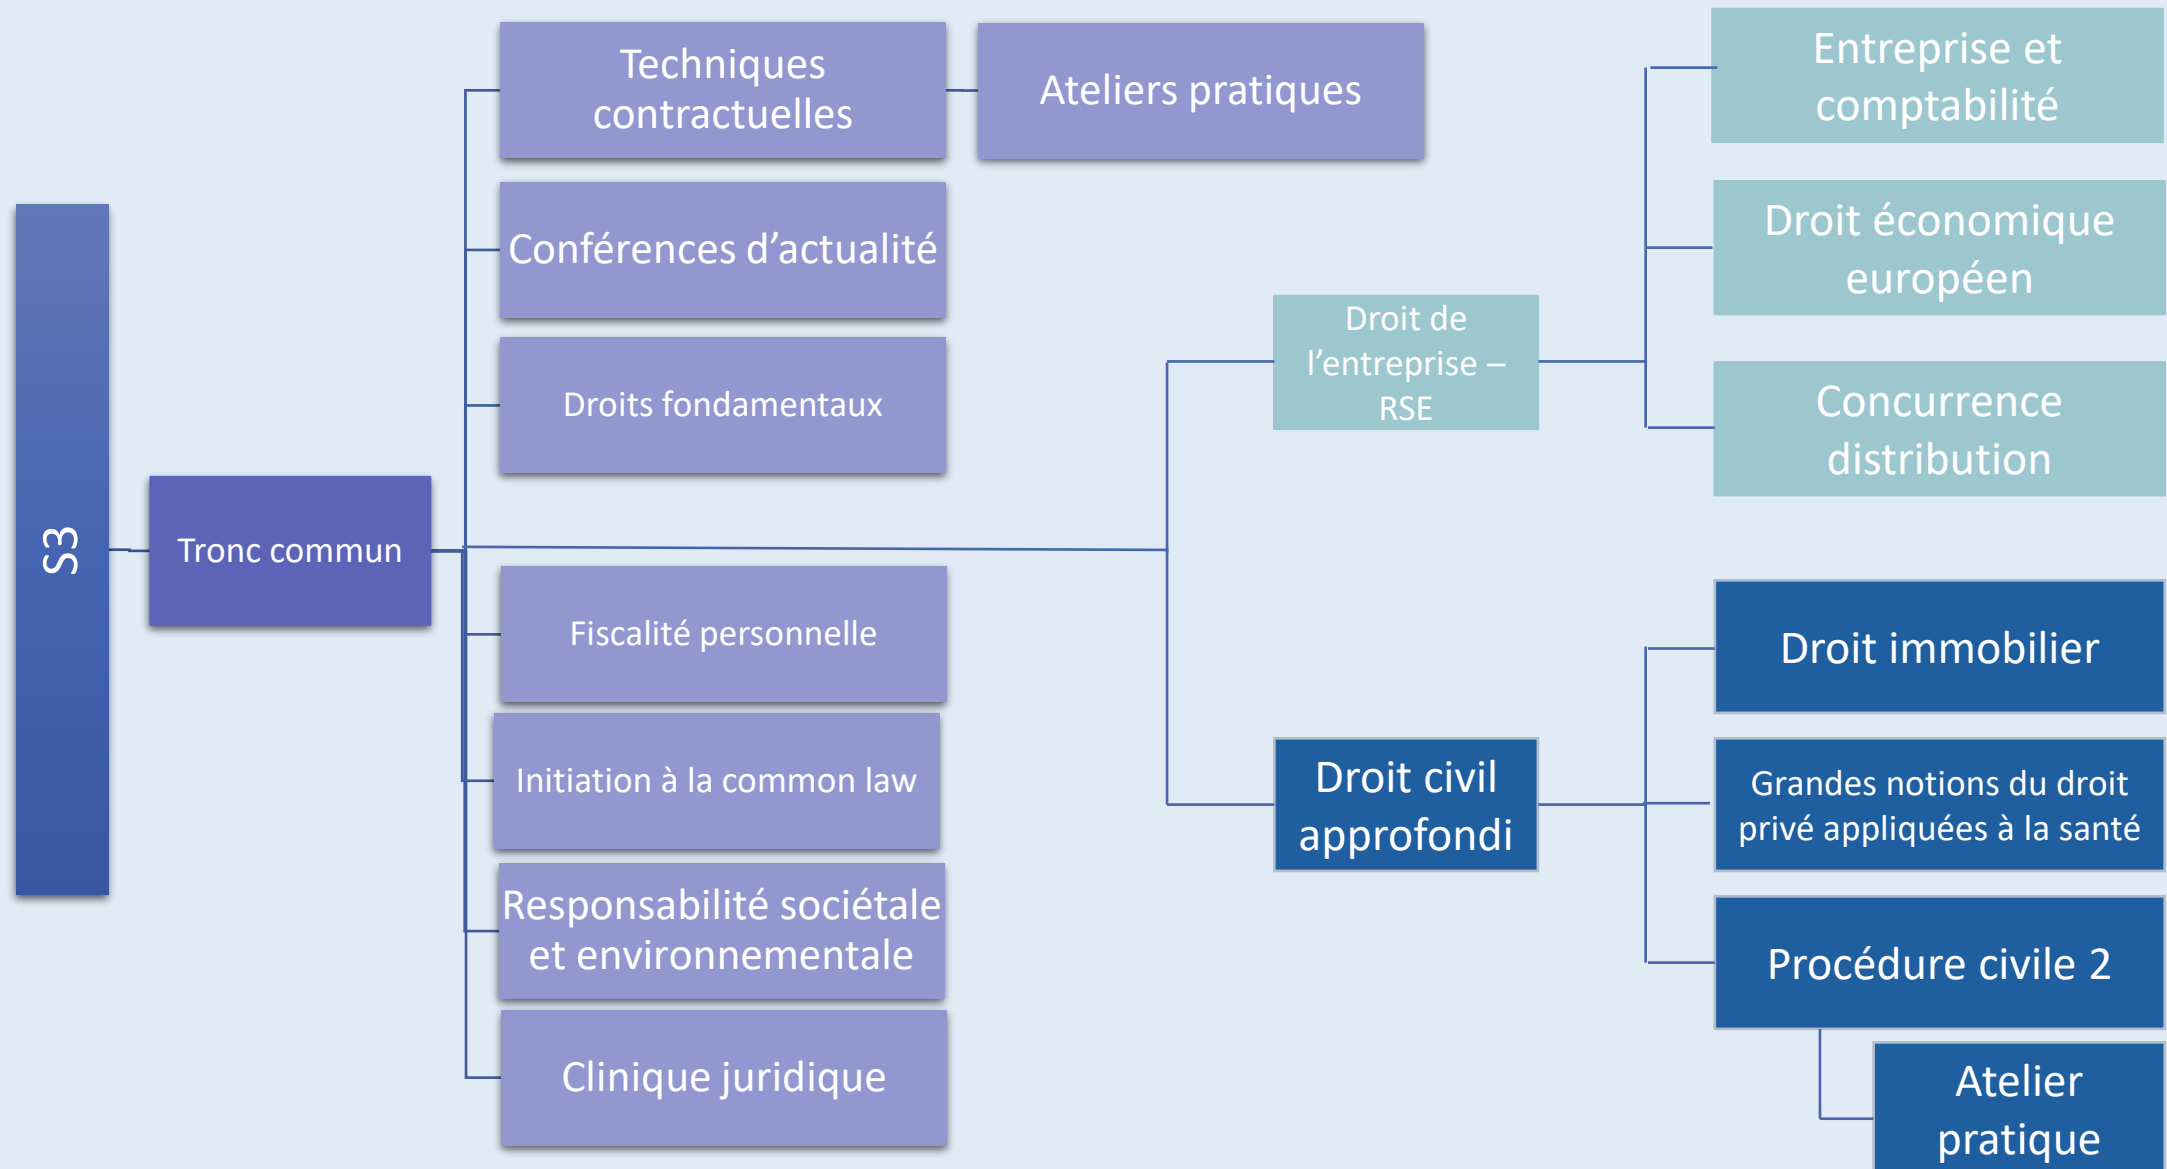 S3
Tronc commun
Techniques
contractuelles
Ateliers pratiques
Conférences d’actualité
Droits fondamentaux
Fiscalité personnelle
Initiation à la common law
Responsabilité sociétale
et environnementale
Clinique juridique
Droit de
l’entreprise –
RSE
Entreprise et
comptabilité
Droit économique
européen
Concurrence
distribution
Droit civil
approfondi
Droit immobilier
Grandes notions du droit
privé appliquées à la santé
Procédure civile 2
Atelier
pratique